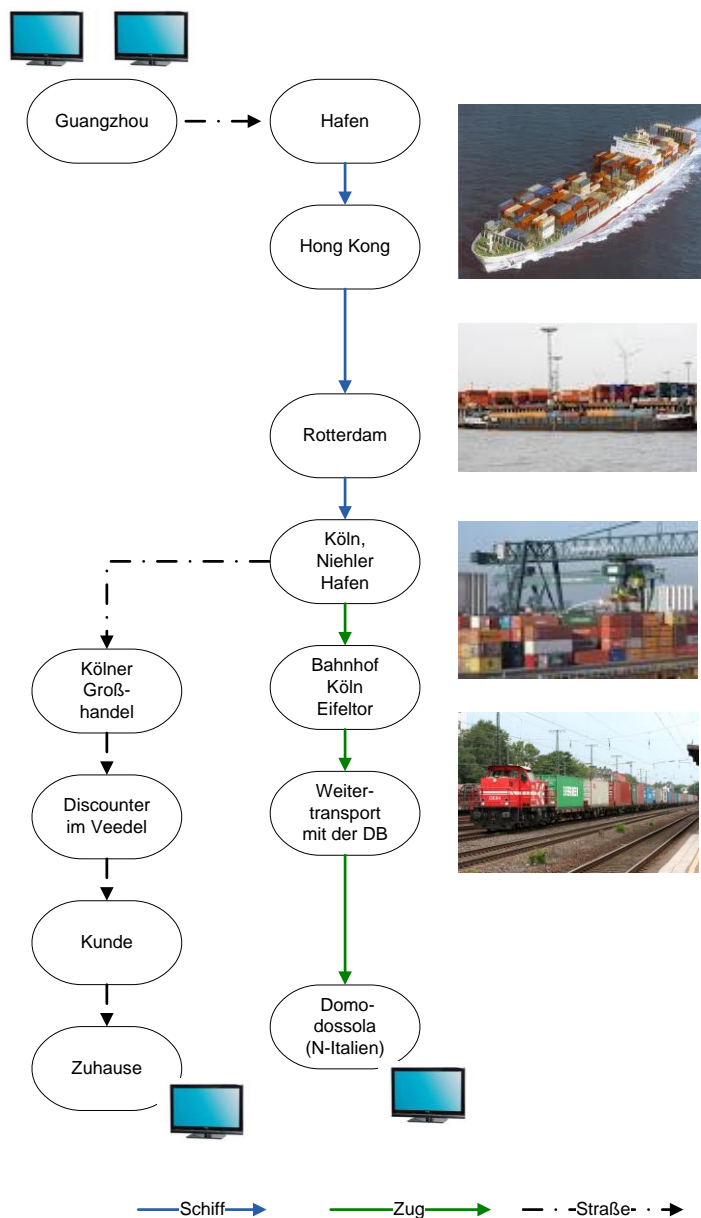 Guangzhou
Hafen
Hong Kong
Rotterdam
Köln,
Niehler
Hafen
Kölner
Groß-
handel
Bahnhof
Köln
Eifeltor
Discounter
im Veedel
Weiter-
transport
mit der DB
Kunde
Domo-
dossola
(N-Italien)
Zuhause
Schiff
Zug
Straße